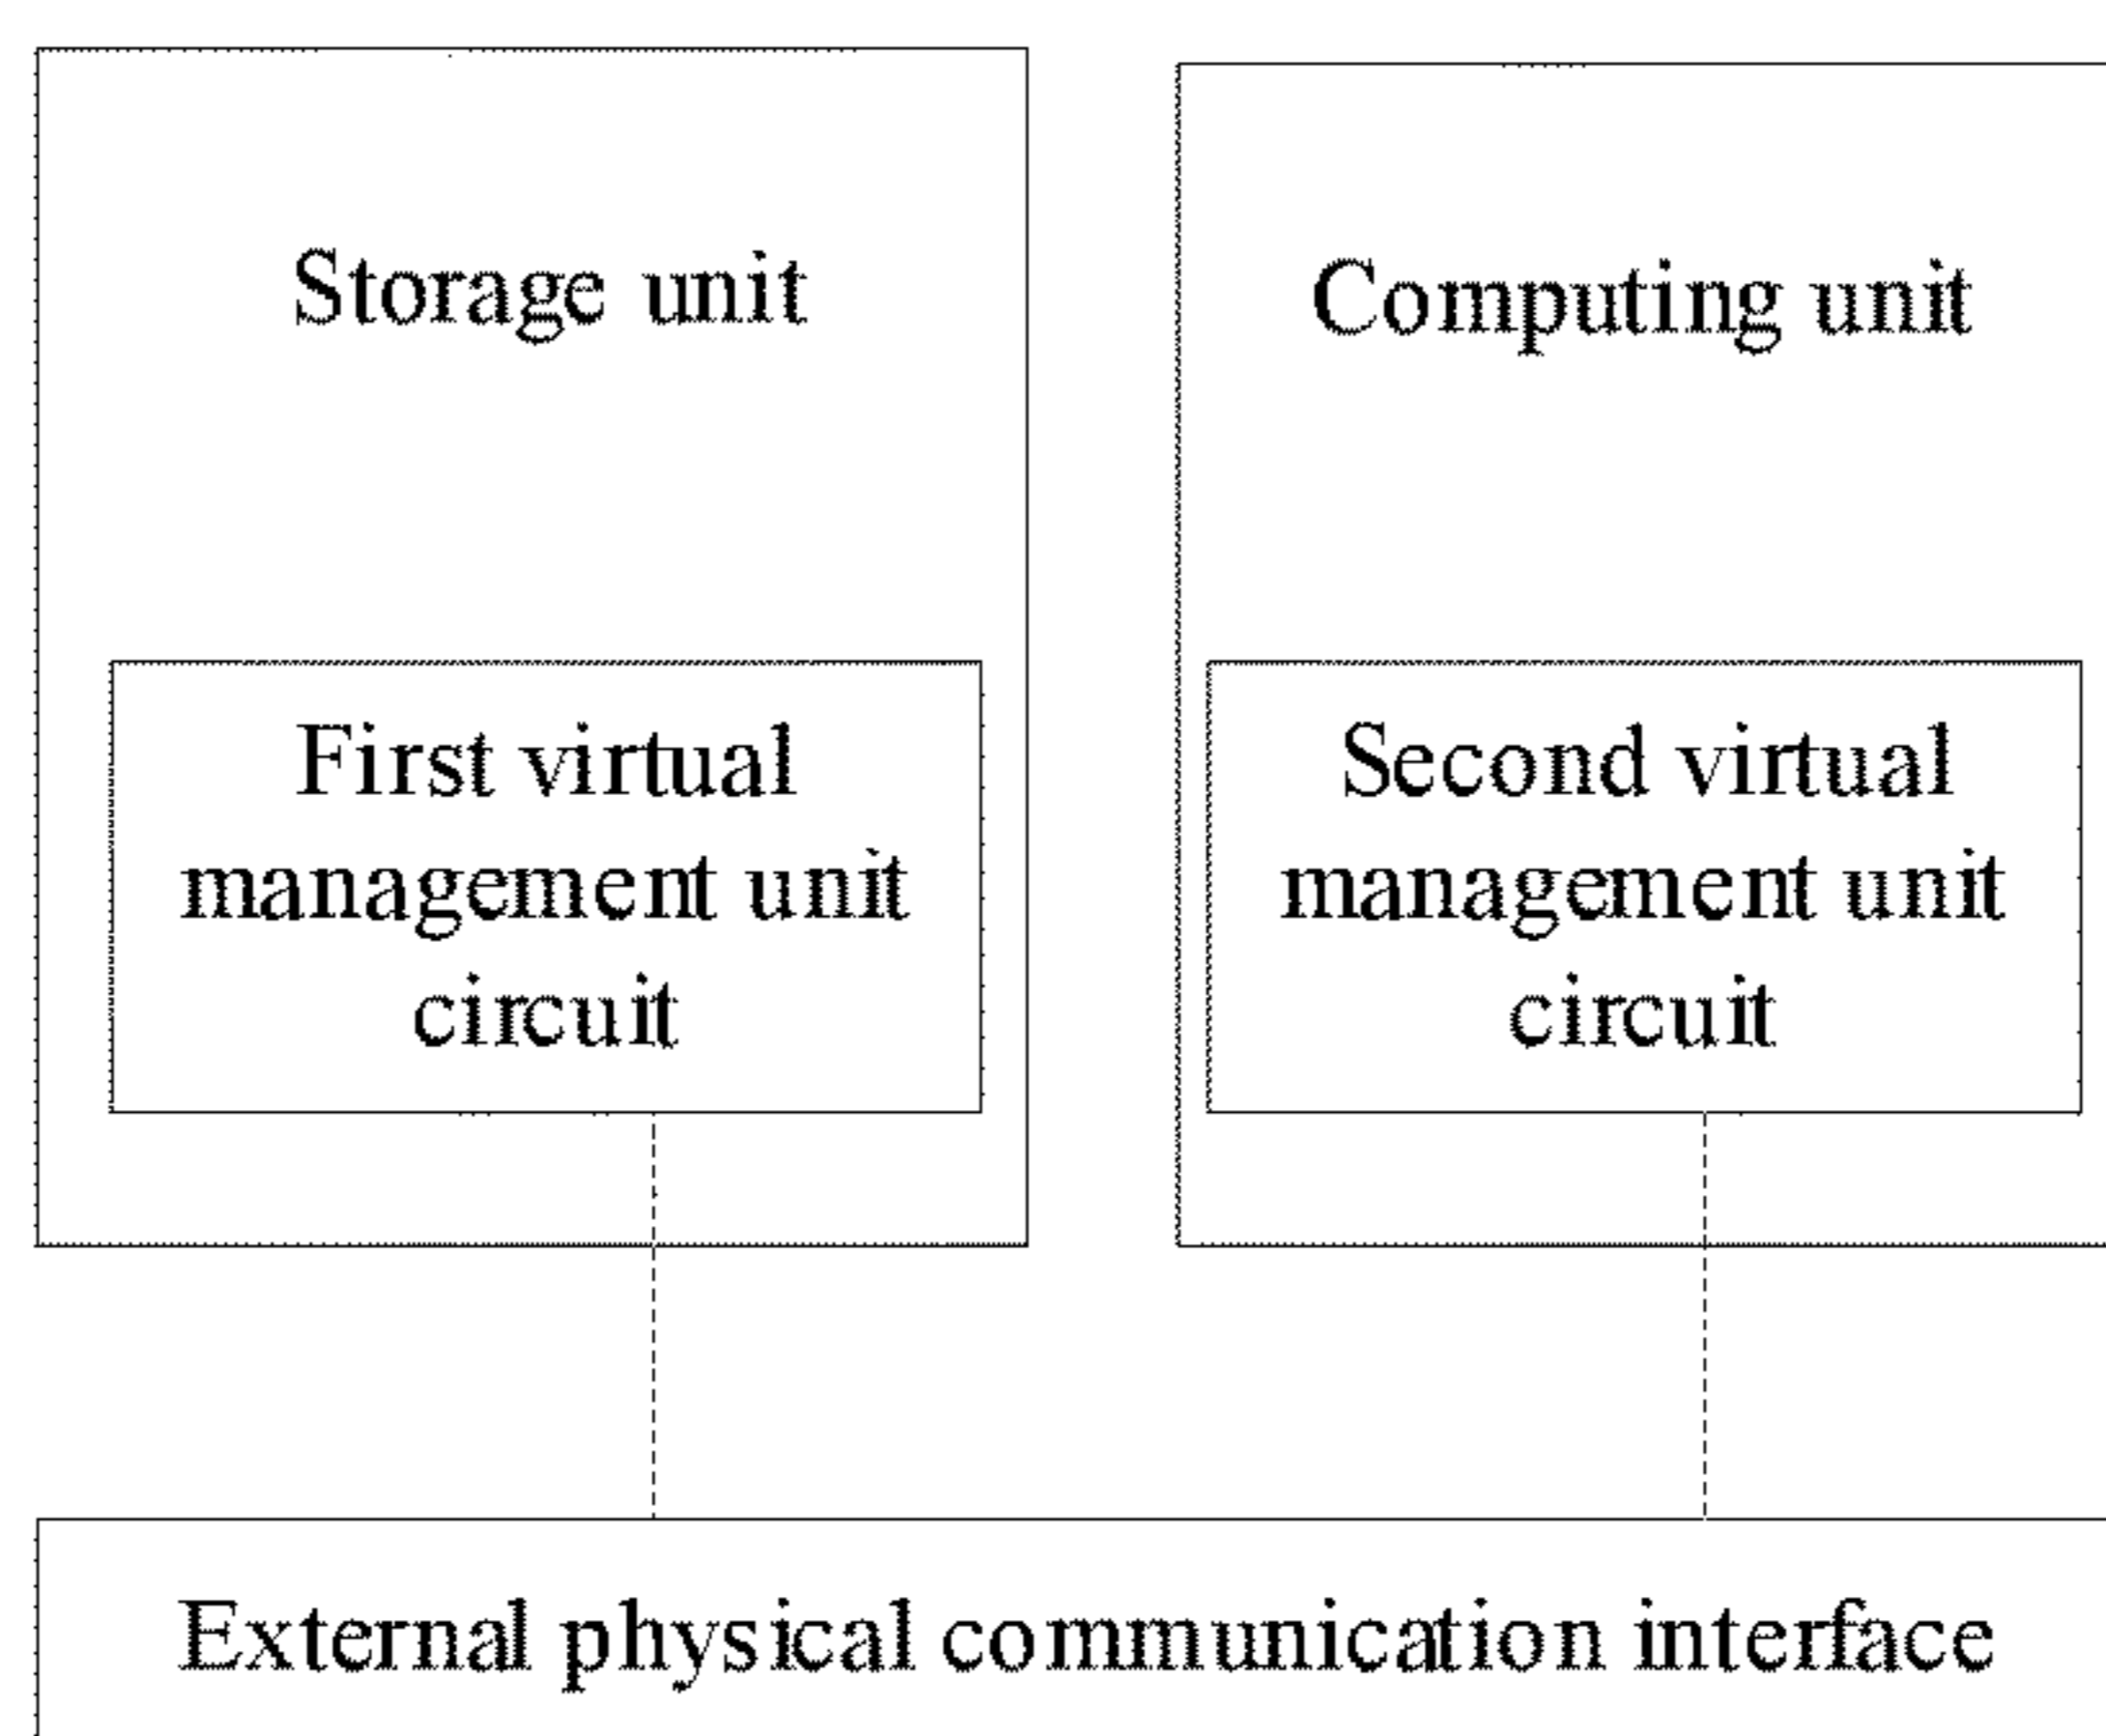 Storage unit
Computing unit
First virtual
management unit
circuit
Second virtual
management unit
circuit
External physical communication interface